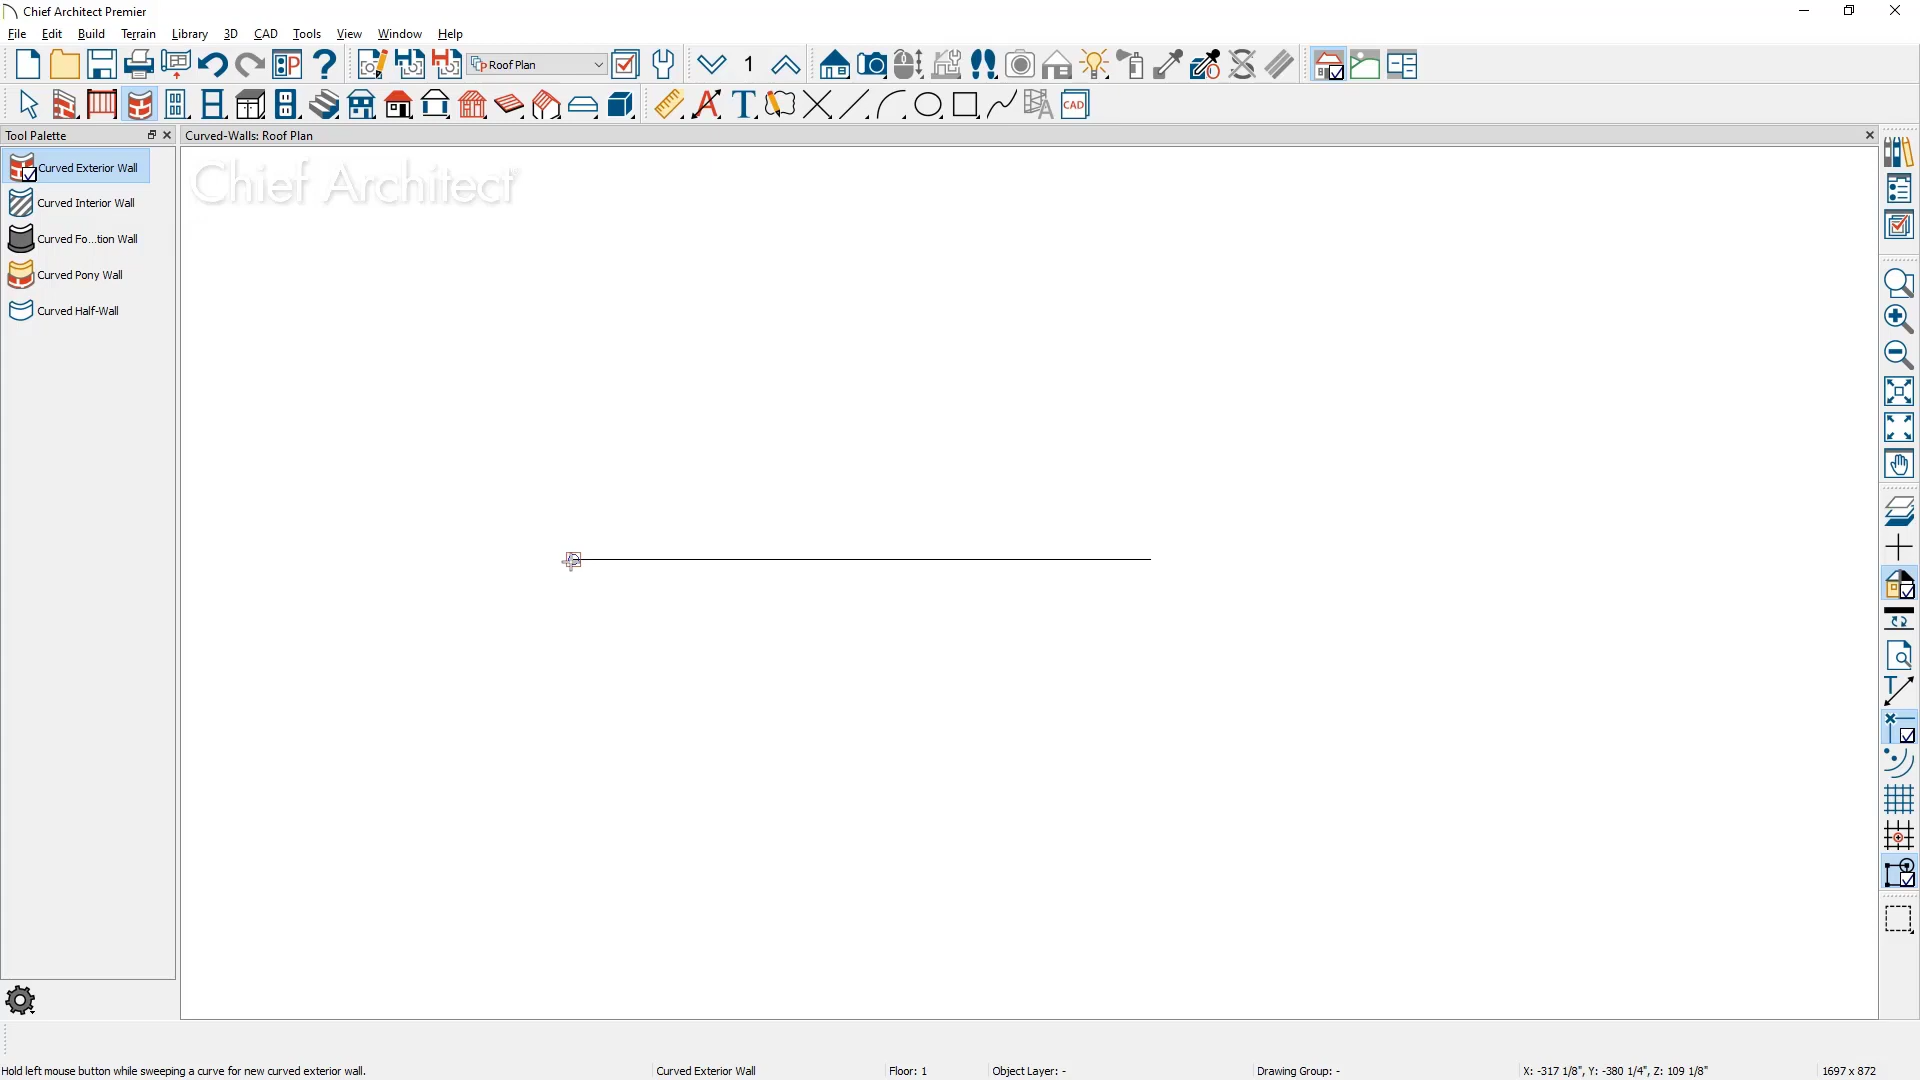 Chief Architect Premier
File Edit Build Terrain Library 3D CAD Tools View Window Help
P Roof Plan 1
T CAD
Tool Palette
Curved-Walls: Roof Plan
Chief Architect
Curved Exterior Wall
Curved Interior Wall
Curved Fo...tion Wall
Curved Pony Wall
Curved Half-Wall
T
Hold left mouse button while sweeping a curve for new curved exterior wall.
Curved Exterior Wall
Floor: 1
Object Layer: -
Drawing Group: -
X: -317 1/8", Y: -380 1/4", Z: 109 1/8"
1697 x 872